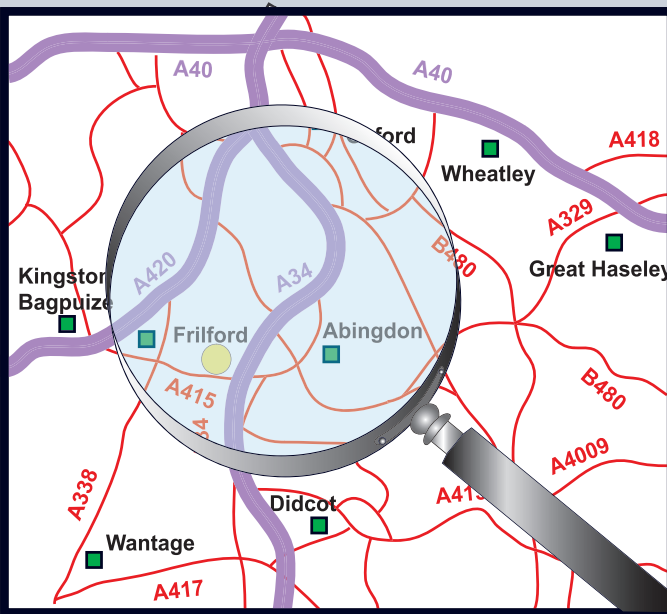 A40
A40
ford
A418
Wheatley
A329
B480
Great Haseley
Kingston
Bagpuize
A420
A34
Frilford
Abingdon
A415
B480
A4009
A338
Didcot
A415
Wantage
A417